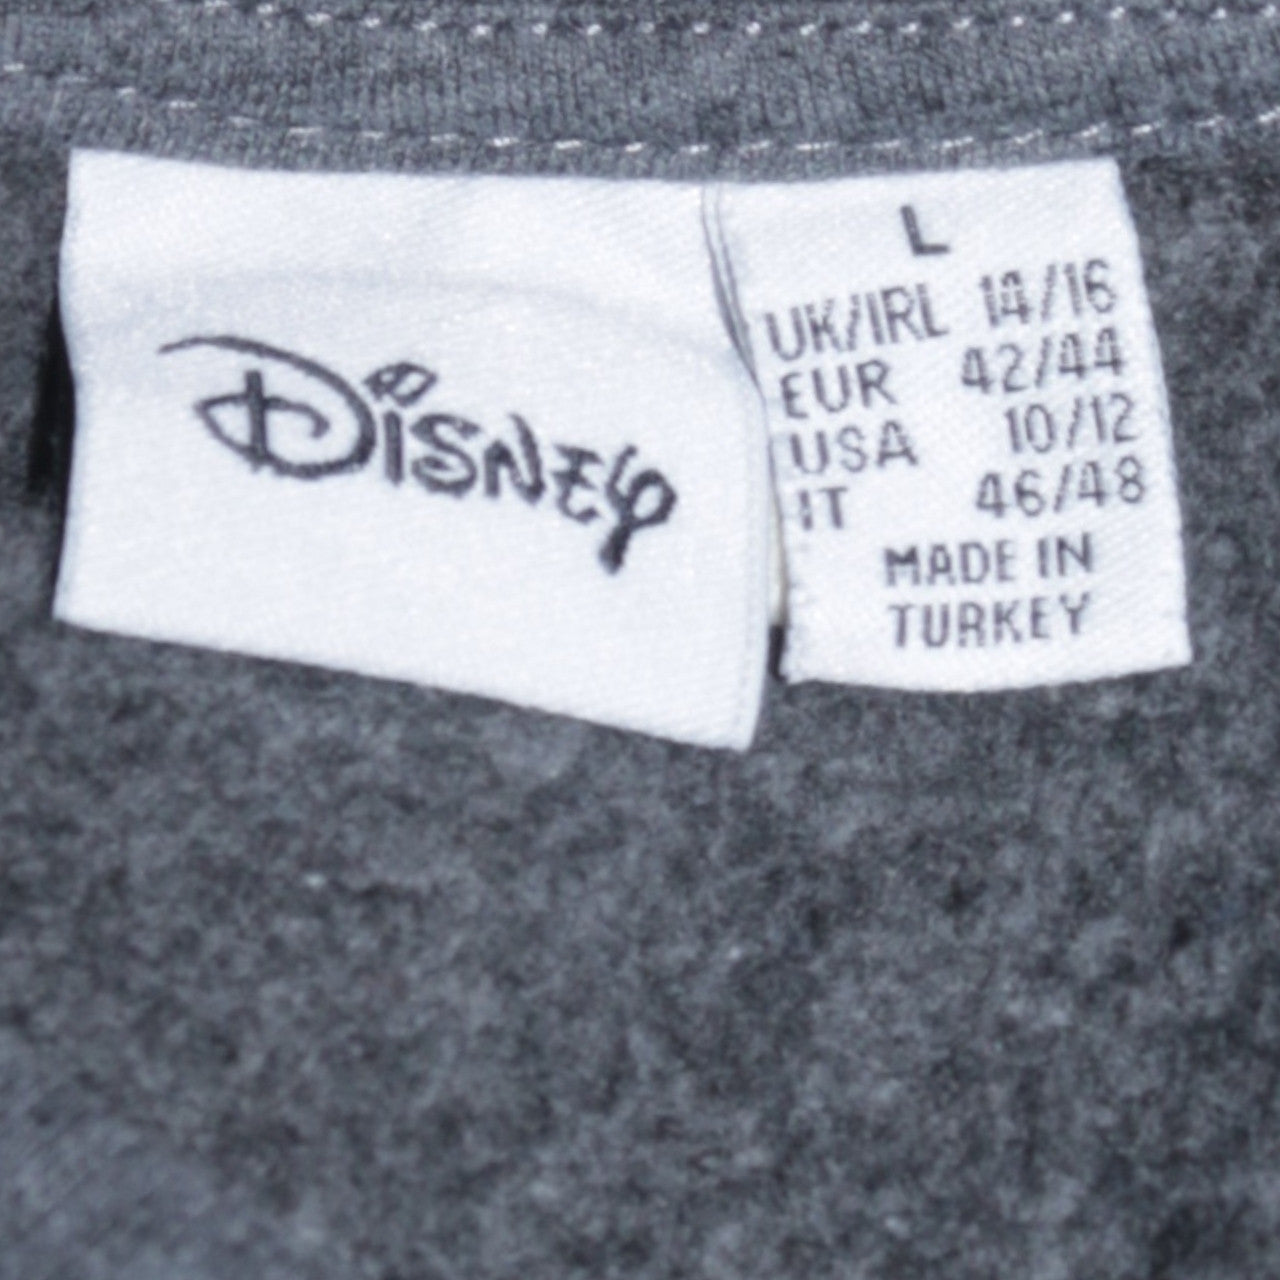 Disney
L
UK/IRL 14/16
EUR 42/44
USA 10/12
IT 46/48
MADE IN
TURKEY